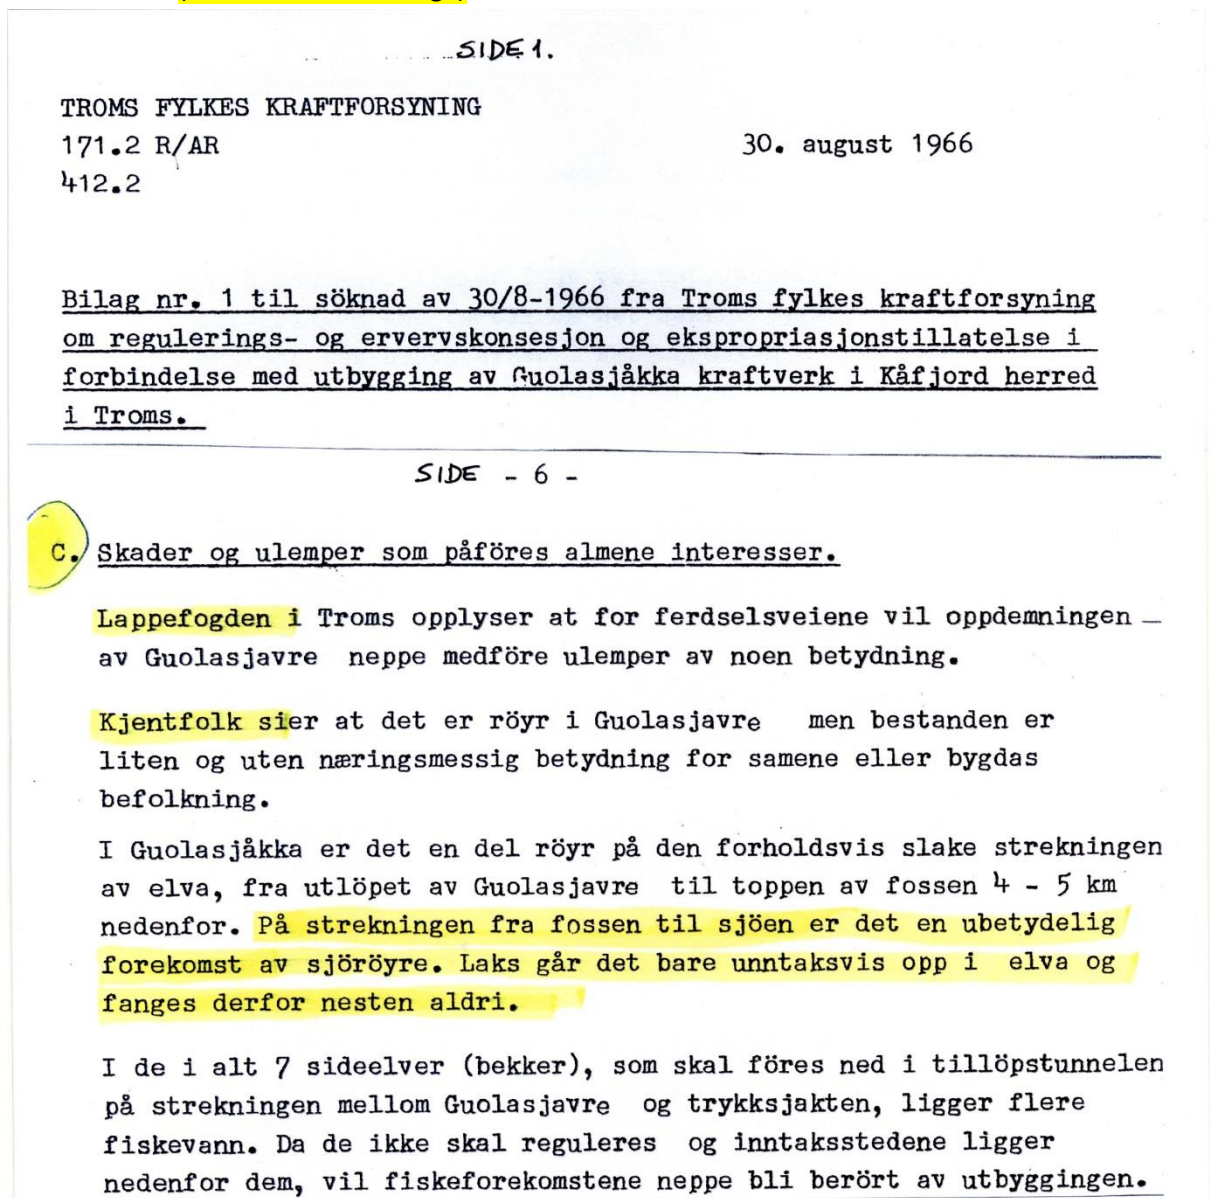 SIDE 1.
TROMS FYLKES KRAFTFORSYNING
171.2 R/AR
30. august 1966
412.2
Bilag nr. 1 til söknad av 30/8-1966 fra Troms fylkes kraftforsyning
om regulerings- og ervervskonsesjon og ekspropriasjonstillatelse i
forbindelse med utbygging av Guolasjåkka kraftverk i Kåfjord herred
i Troms.
SIDE - 6 -
C. Skader og ulemper som påföres almene interesser.
Lappefogden i Troms opplyser at for ferdselsveiene vil oppdemningen
av Guolasjavre neppe medföre ulemper av noen betydning.
Kjentfolk sier at det er röyr i Guolasjavre men bestanden er
liten og uten næringsmessig betydning for samene eller bygdas
befolkning.
I Guolasjåkka er det en del röyr på den forholdsvis slake strekningen
av elva, fra utlöpet av Guolasjavre til toppen av fossen 4 - 5 km
nedenfor. På strekningen fra fossen til sjöen er det en ubetydelig
forekomst av sjöröyre. Laks går det bare unntaksvis opp i elva og
fanges derfor nesten aldri.
I de i alt 7 sideelver (bekker), som skal föres ned i tillöpstunnelen
på strekningen mellom Guolasjavre og trykksjakten, ligger flere
fiskevann. Da de ikke skal reguleres og inntaksstedene ligger
nedenfor dem, vil fiskeforekomstene neppe bli berört av utbyggingen.